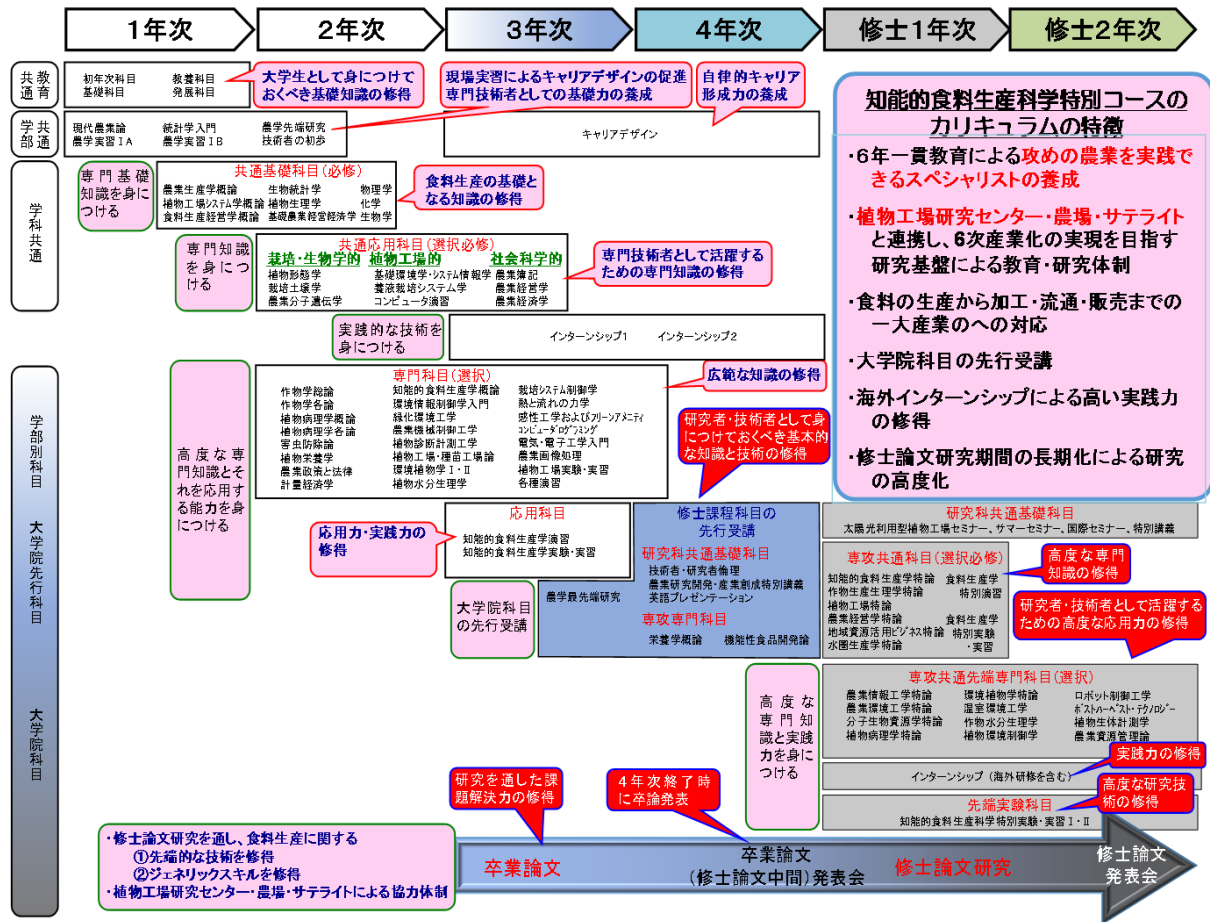 1年次
2年次
3年次
4年次
修士1年次
修士2年次
共通
教育
初年次科目　教養科目
基礎科目　発展科目
大学生として身につけて
おくべき基礎知識の修得
現場実習によるキャリアデザインの促進
専門技術者としての基礎力の養成
自律的キャリア
形成力の養成
学部
共通
現代農業論　統計学入門　農学先端研究
農学実習ⅠA　農学実習ⅠB　技術者の初歩
キャリアデザイン
学科共通
専門基礎
知識を身に
つける
共通基礎科目(必修)
農業生産学概論　生物統計学　物理学
植物工場システム学概論　植物生理学　化学
食料生産経営学概論　基礎農業経営経済学　生物学
食料生産の基礎と
なる知識の修得
専門知識
を身につ
ける
共通応用科目(選択必修)
栽培・生物学的　植物工場的　社会科学的
植物形態学　基礎環境学・システム情報学　農業簿記
栽培土壌学　養液栽培システム学　農業経営学
農業分子遺伝学　コンピュータ演習　農業経済学
専門技術者として活躍する
ための専門知識の修得
実践的な技術を
身につける
インターンシップ1　インターンシップ2
知能的食料生産科学特別コースの
カリキュラムの特徴
・6年一貫教育による攻めの農業を実践で
きるスペシャリストの養成
・植物工場研究センター・農場・サテライト
と連携し、6次産業化の実現を目指す
研究基盤による教育・研究体制
・食料の生産から加工・流通・販売までの
一大産業のへの対応
・大学院科目の先行受講
・海外インターンシップによる高い実践力
の修得
・修士論文研究期間の長期化による研究
の高度化
学部別科目
大学院先行科目
大学院科目
高度な専
門知識とそ
れを応用す
る能力を身
につける
専門科目(選択)
作物学総論　知能的食料生産学概論　栽培システム制御学
作物学各論　環境情報制御学入門　熱と流れの力学
植物病理学概論　緑化環境工学　感性工学およびグリーンアメニティ
植物病理学各論　農業機械制御工学　コンピュータプログラミング
害虫防除論　植物診断計測工学　電気・電子工学入門
植物栄養学　植物工場・種苗工場論　農業画像処理
農業政策と法律　環境植物学Ⅰ・Ⅱ　植物工場実験・実習
計量経済学　植物水分生理学　各種演習
広範な知識の修得
研究者・技術者として身
につけておくべき基本的
な知識と技術の修得
応用力・実践力の
修得
応用科目
知能的食料生産学演習
知能的食料生産学実験・実習
大学院科目
の先行受講
修士課程科目の
先行受講
研究科共通基礎科目
技術者・研究者倫理
農業研究開発・産業創成特別講義
農学最先端研究　英語プレゼンテーション
専攻専門科目
栄養学概論　機能性食品開発論
研究科共通基礎科目
太陽光利用型植物工場セミナー、サマーセミナー、国際セミナー、特別講義
専攻共通科目(選択必修)
知能的食料生産学特論　食料生産学
作物生産生理学特論　特別演習
植物工場特論
農業経営学特論　食料生産学
地域資源活用ビジネス特論　特別実験
水圏生産学特論　・実習
高度な専門
知識の修得
研究者・技術者として活躍する
ための高度な応用力の修得
高度な
専門知
識と実践
力を身に
つける
専攻共通先端専門科目(選択)
農業情報工学特論　環境植物学特論　ロボット制御工学
農業環境工学特論　温室環境工学　ポストハーベスト・テクノロジー
分子生物資源学特論　作物水分生理学　植物生体計測学
植物病理学特論　植物環境制御学　農業資源管理論
実践力の修得
インターンシップ（海外研修を含む）
高度な研究技
術の修得
先端実験科目
知能的食料生産科学特別実験・実習Ⅰ・Ⅱ
研究を通した課
題解決力の修得
4年次終了時
に卒論発表
・修士論文研究を通し、食料生産に関する
①先端的な技術を修得
②ジェネリックスキルを修得
・植物工場研究センター・農場・サテライトによる協力体制
卒業論文
卒業論文
(修士論文中間)発表会
修士論文研究
修士論文
発表会